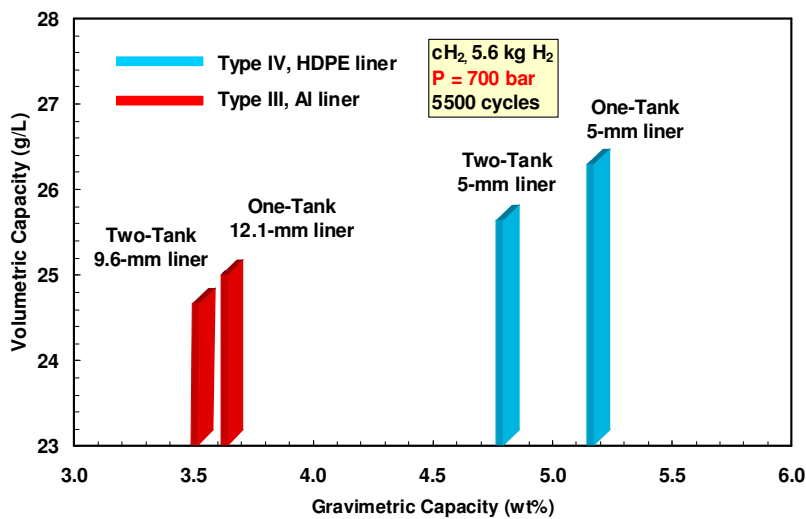 Volumetric Capacity (g/L)
28
27
26
25
24
23
Type IV, HDPE liner
Type III, Al liner
cH2, 5.6 kg H2
P = 700 bar
5500 cycles
One-Tank
5-mm liner
Two-Tank
5-mm liner
One-Tank
12.1-mm liner
Two-Tank
9.6-mm liner
3.0 3.5 4.0 4.5 5.0 5.5 6.0
Gravimetric Capacity (wt%)